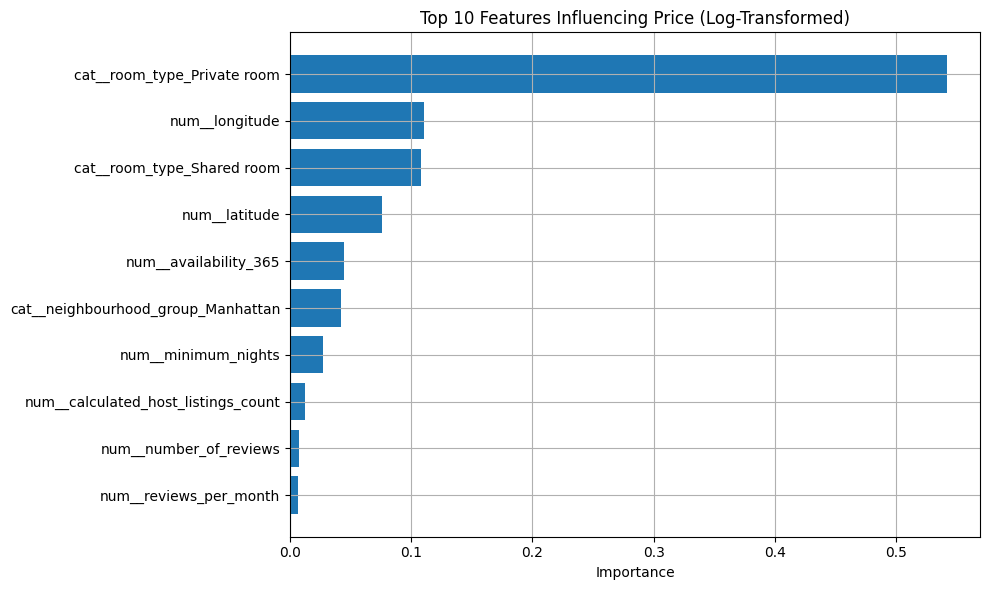 Top 10 Features Influencing Price (Log-Transformed)
cat__room_type_Private room
num__longitude
cat__room_type_Shared room
num__latitude
num__availability_365
cat__neighbourhood_group_Manhattan
num__minimum_nights
num__calculated_host_listings_count
num__number_of_reviews
num__reviews_per_month
0.0 0.1 0.2 0.3 0.4 0.5
Importance